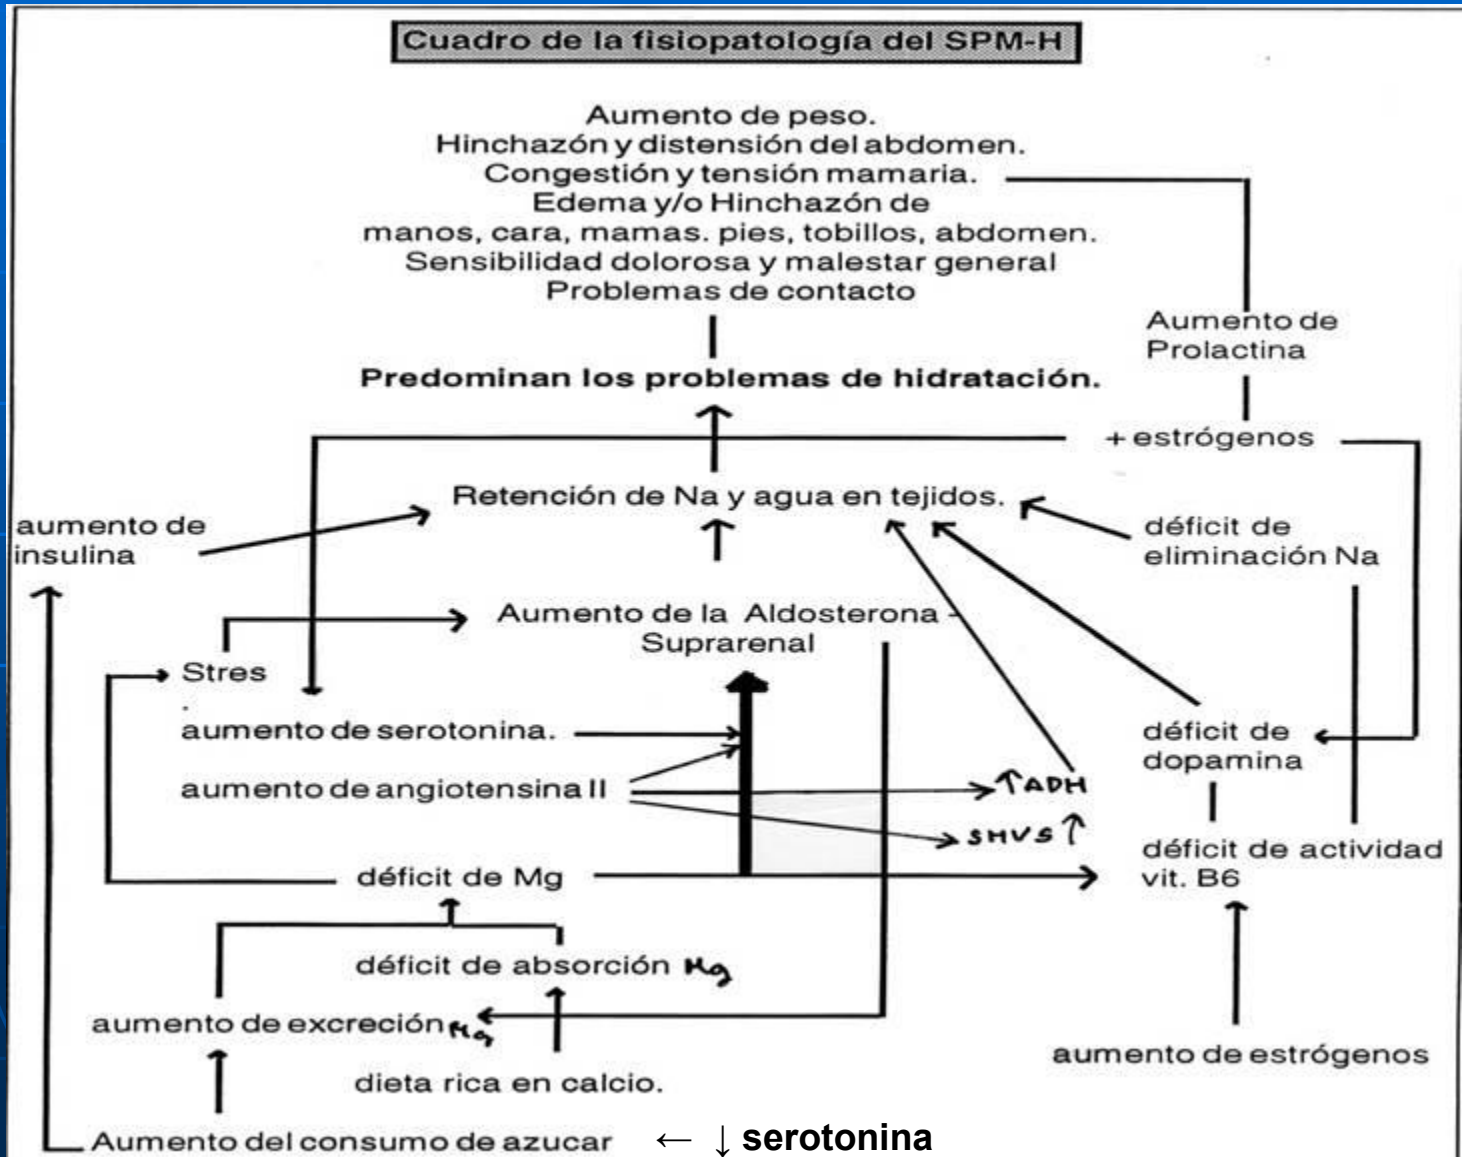 Cuadro de la fisiopatología del SPM-H
Aumento de peso.
Hinchazón y distensión del abdomen.
Congestión y tensión mamaria.
Edema y/o Hinchazón de
manos, cara, mamas. pies, tobillos, abdomen.
Sensibilidad dolorosa y malestar general
Problemas de contacto
Aumento de
Prolactina
Predominan los problemas de hidratación.
+ estrógenos
Retención de Na y agua en tejidos.
aumento de
insulina
déficit de
eliminación Na
Aumento de la Aldosterona -
Suprarenal
Stres
aumento de serotonina.
déficit de
dopamina
aumento de angiotensina II
↑ ADH
SHVS ↑
déficit de actividad
vit. B6
déficit de Mg
déficit de absorción Mg
aumento de excreción Mg
aumento de estrógenos
dieta rica en calcio.
Aumento del consumo de azucar ← ↓ serotonina